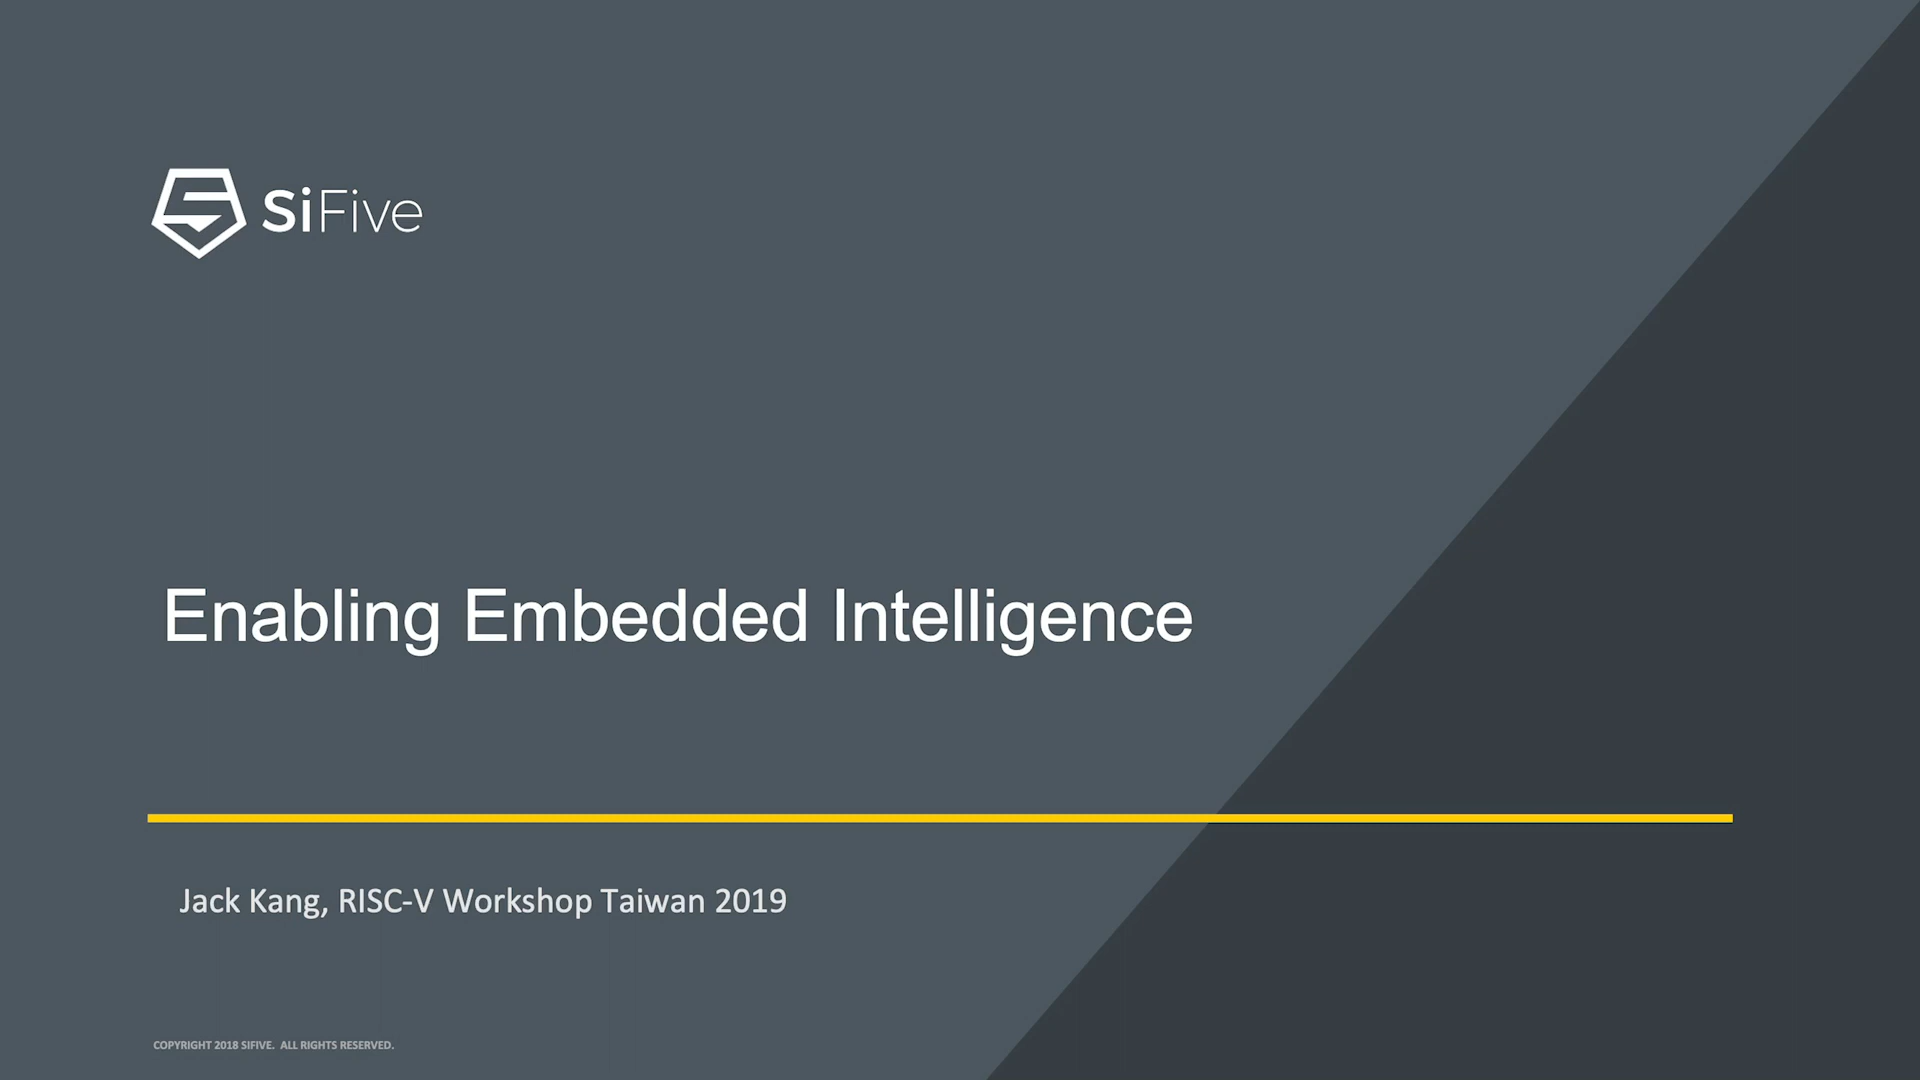 SiFive
Enabling Embedded Intelligence
Jack Kang, RISC-V Workshop Taiwan 2019
COPYRIGHT 2018 SIFIVE. ALL RIGHTS RESERVED.